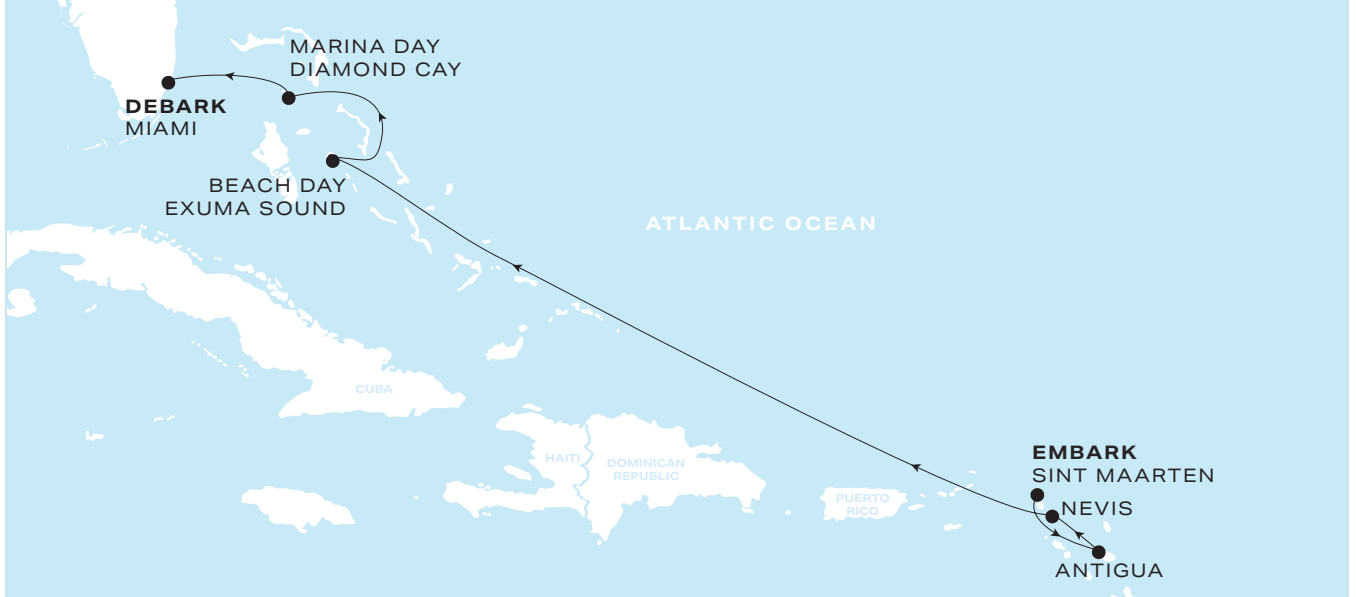 MARINA DAY
DIAMOND CAY
DEBARK
MIAMI
BEACH DAY
EXUMA SOUND
ATLANTIC OCEAN
CUBA
HAITI
DOMINICAN
REPUBLIC
PUERTO
RICO
EMBARK
SINT MAARTEN
NEVIS
ANTIGUA